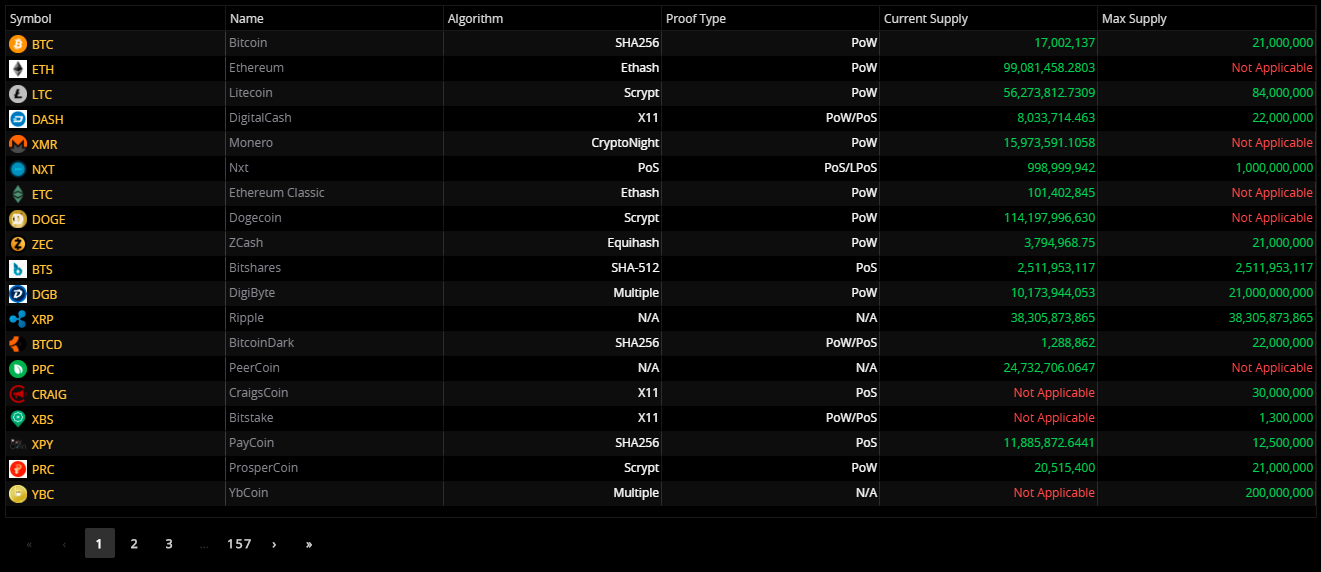 Symbol Name Algorithm Proof Type Current Supply Max Supply
BTC Bitcoin SHA256 PoW 17,002,137 21,000,000
ETH Ethereum Ethash PoW 99,081,458.2803 Not Applicable
LTC Litecoin Scrypt PoW 56,273,812.7309 84,000,000
DASH DigitalCash X11 PoW/PoS 8,033,714.463 22,000,000
XMR Monero CryptoNight PoW 15,973,591.1058 Not Applicable
NXT Nxt PoS PoS/LPoS 998,999,942 1,000,000,000
ETC Ethereum Classic Ethash PoW 101,402,845 Not Applicable
DOGE Dogecoin Scrypt PoW 114,197,996,630 Not Applicable
ZEC ZCash Equihash PoW 3,794,968.75 21,000,000
BTS Bitshares SHA-512 PoS 2,511,953,117 2,511,953,117
DGB DigiByte Multiple PoW 10,173,944,053 21,000,000,000
XRP Ripple N/A N/A 38,305,873,865 38,305,873,865
BTCD BitcoinDark SHA256 PoW/PoS 1,288,862 22,000,000
PPC PeerCoin N/A N/A 24,732,706.0647 Not Applicable
CRAIG CraigsCoin X11 PoS Not Applicable 30,000,000
XBS Bitstake X11 PoW/PoS Not Applicable 1,300,000
XPY PayCoin SHA256 PoS 11,885,872.6441 12,500,000
PRC ProsperCoin Scrypt PoW 20,515,400 21,000,000
YBC YbCoin Multiple N/A Not Applicable 200,000,000
« ‹ 1 2 3 ... 157 › »